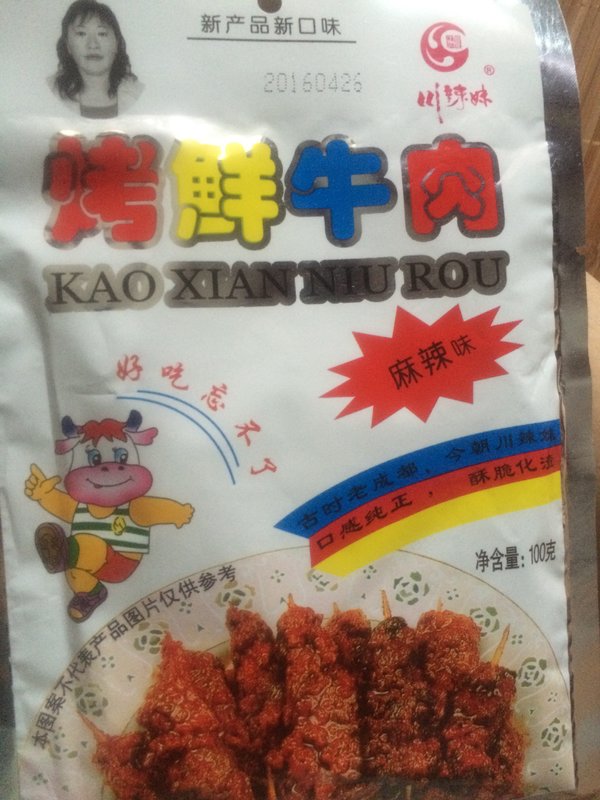 新产品新口味
20160426
川辣妹
®
烤鲜牛肉
KAO XIAN NIU ROU
麻辣味
好吃忘不了
古时老成都，今朝川辣妹
口感纯正，酥脆化渣
净含量：100克
本图案不代表产品图片仅供参考